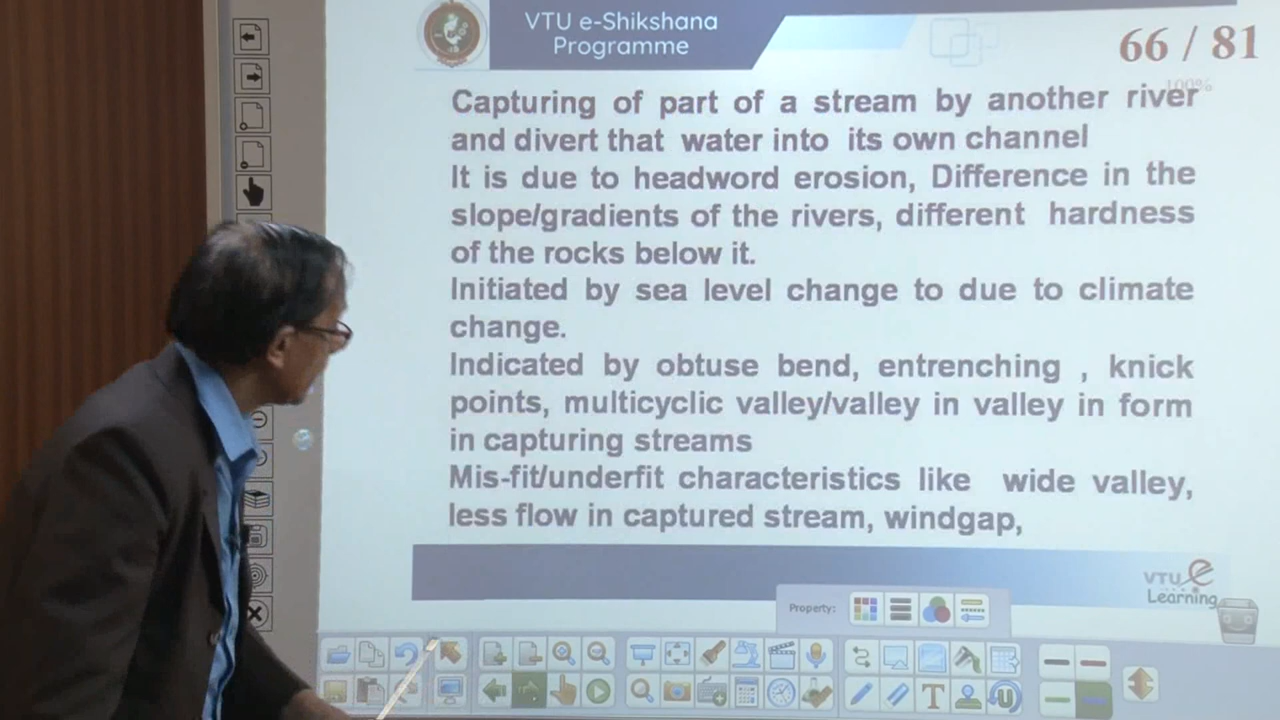 VTU e-Shikshana
Programme
66 / 81
100%
Capturing of part of a stream by another river
and divert that water into its own channel
It is due to headword erosion, Difference in the
slope/gradients of the rivers, different hardness
of the rocks below it.
Initiated by sea level change to due to climate
change.
Indicated by obtuse bend, entrenching , knick
points, multicyclic valley/valley in valley in form
in capturing streams
Mis-fit/underfit characteristics like wide valley,
less flow in captured stream, windgap,
VTU e
Learning
Property: